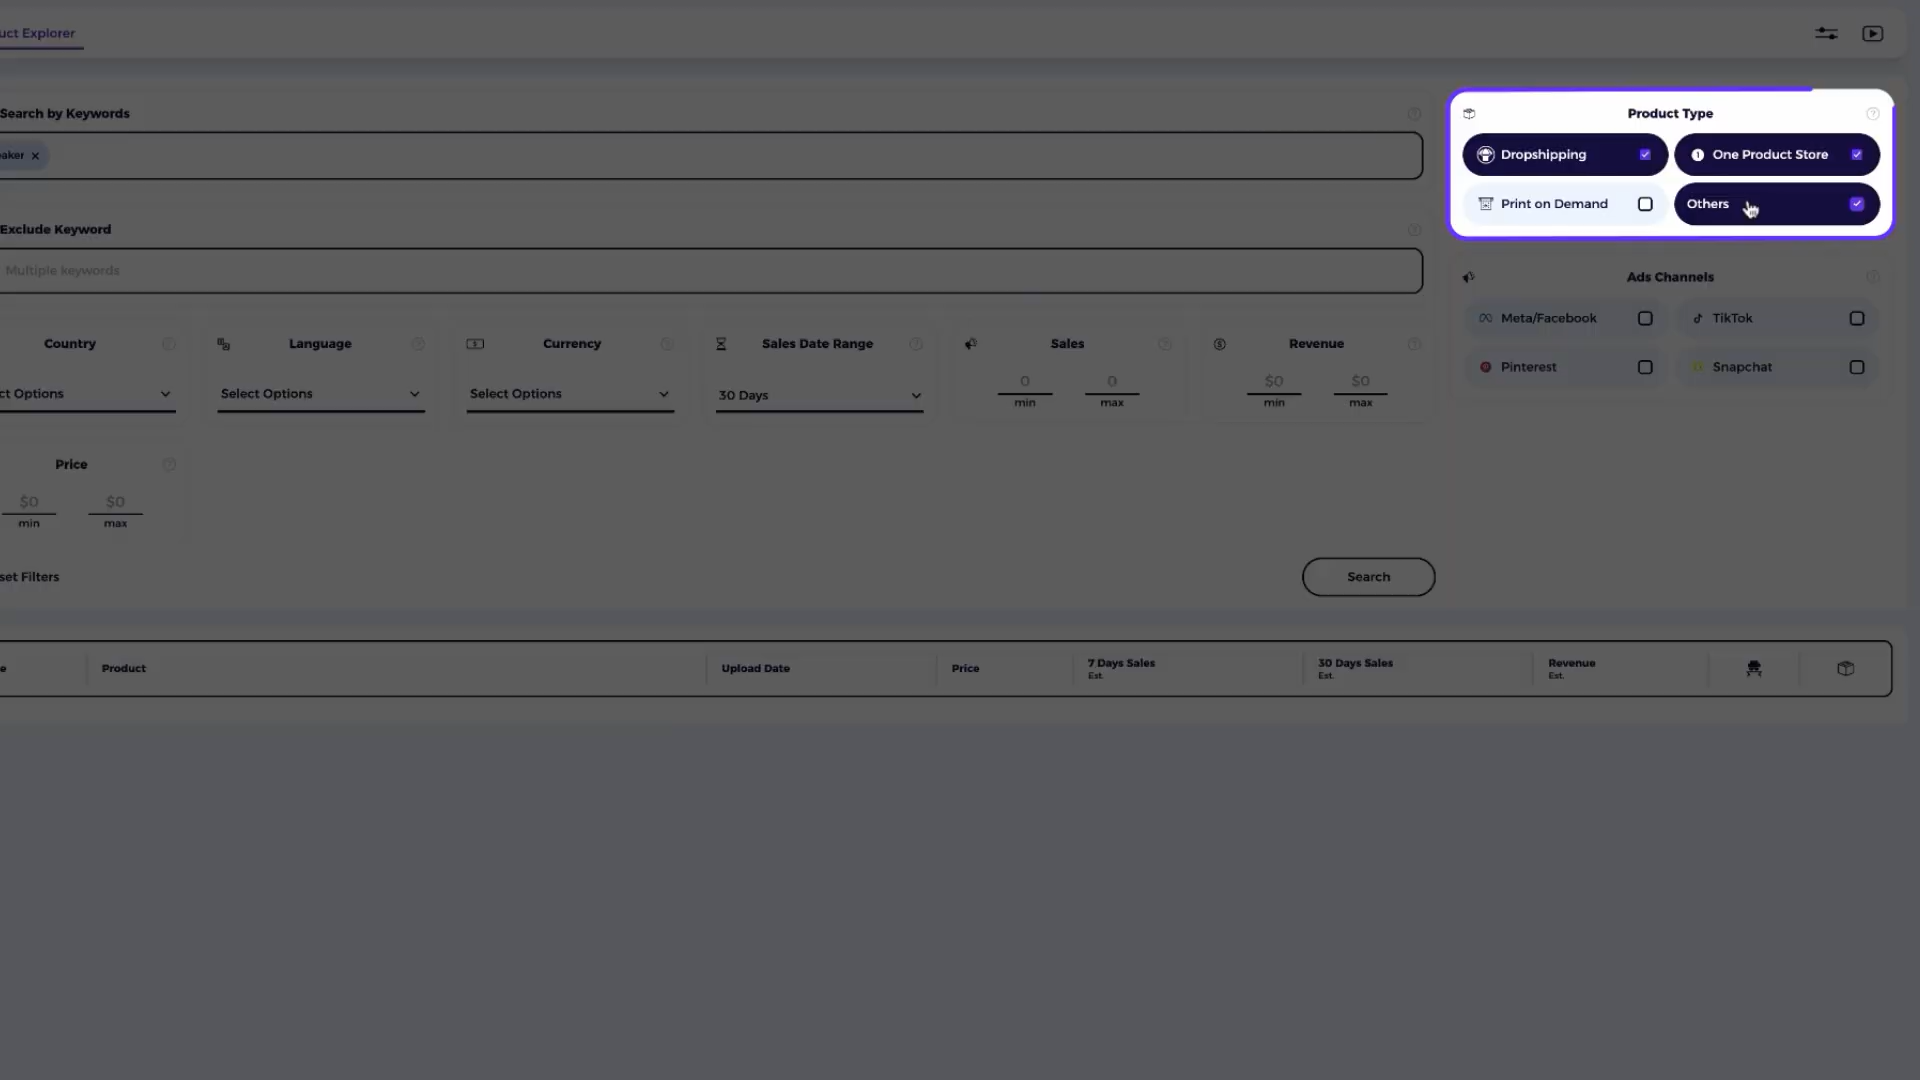 uct Explorer
Search by Keywords
aker
Exclude Keyword
Multiple keywords
Product Type
Dropshipping
One Product Store
Print on Demand
Others
Ads Channels
Meta/Facebook
TikTok
Pinterest
Snapchat
Country
Language
Currency
Sales Date Range
Sales
Revenue
ct Options
Select Options
Select Options
30 Days
0
0
$0
$0
min
max
min
max
Price
$0
$0
min
max
set Filters
Search
e
Product
Upload Date
Price
7 Days Sales
Est.
30 Days Sales
Est.
Revenue
Est.